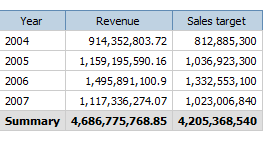 Year Revenue Sales target
2004 914,352,803.72 812,885,300
2005 1,159,195,590.16 1,036,923,300
2006 1,495,891,100.9 1,332,553,100
2007 1,117,336,274.07 1,023,006,840
Summary 4,686,775,768.85 4,205,368,540